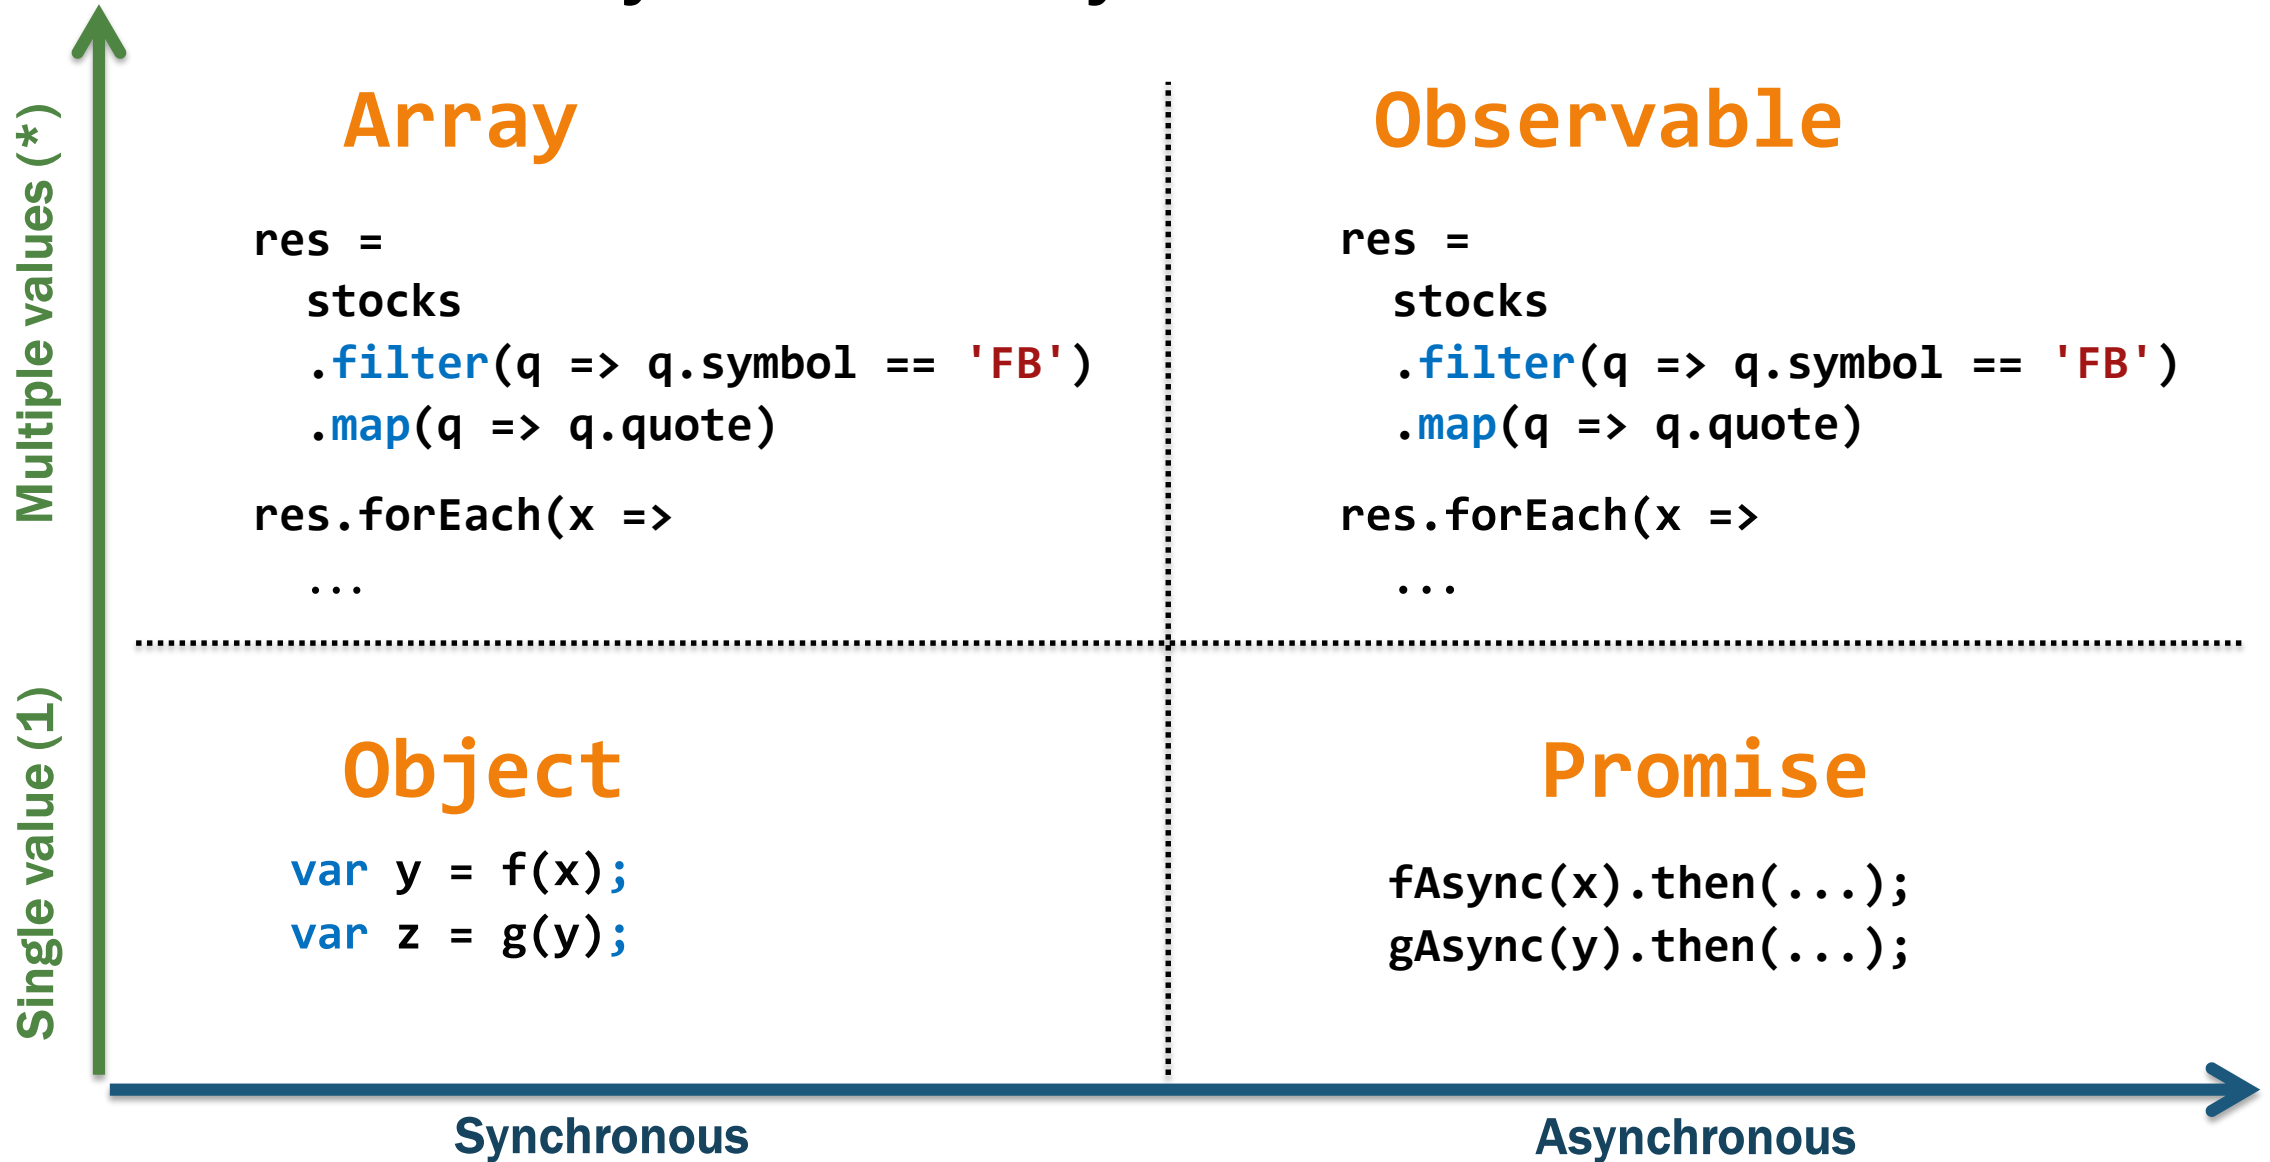 Multiple values (*)
Array
res =
stocks
.filter(q => q.symbol == 'FB')
.map(q => q.quote)
res.forEach(x =>
...
Observable
res =
stocks
.filter(q => q.symbol == 'FB')
.map(q => q.quote)
res.forEach(x =>
...
Single value (1)
Object
var y = f(x);
var z = g(y);
Promise
fAsync(x).then(...);
gAsync(y).then(...);
Synchronous
Asynchronous